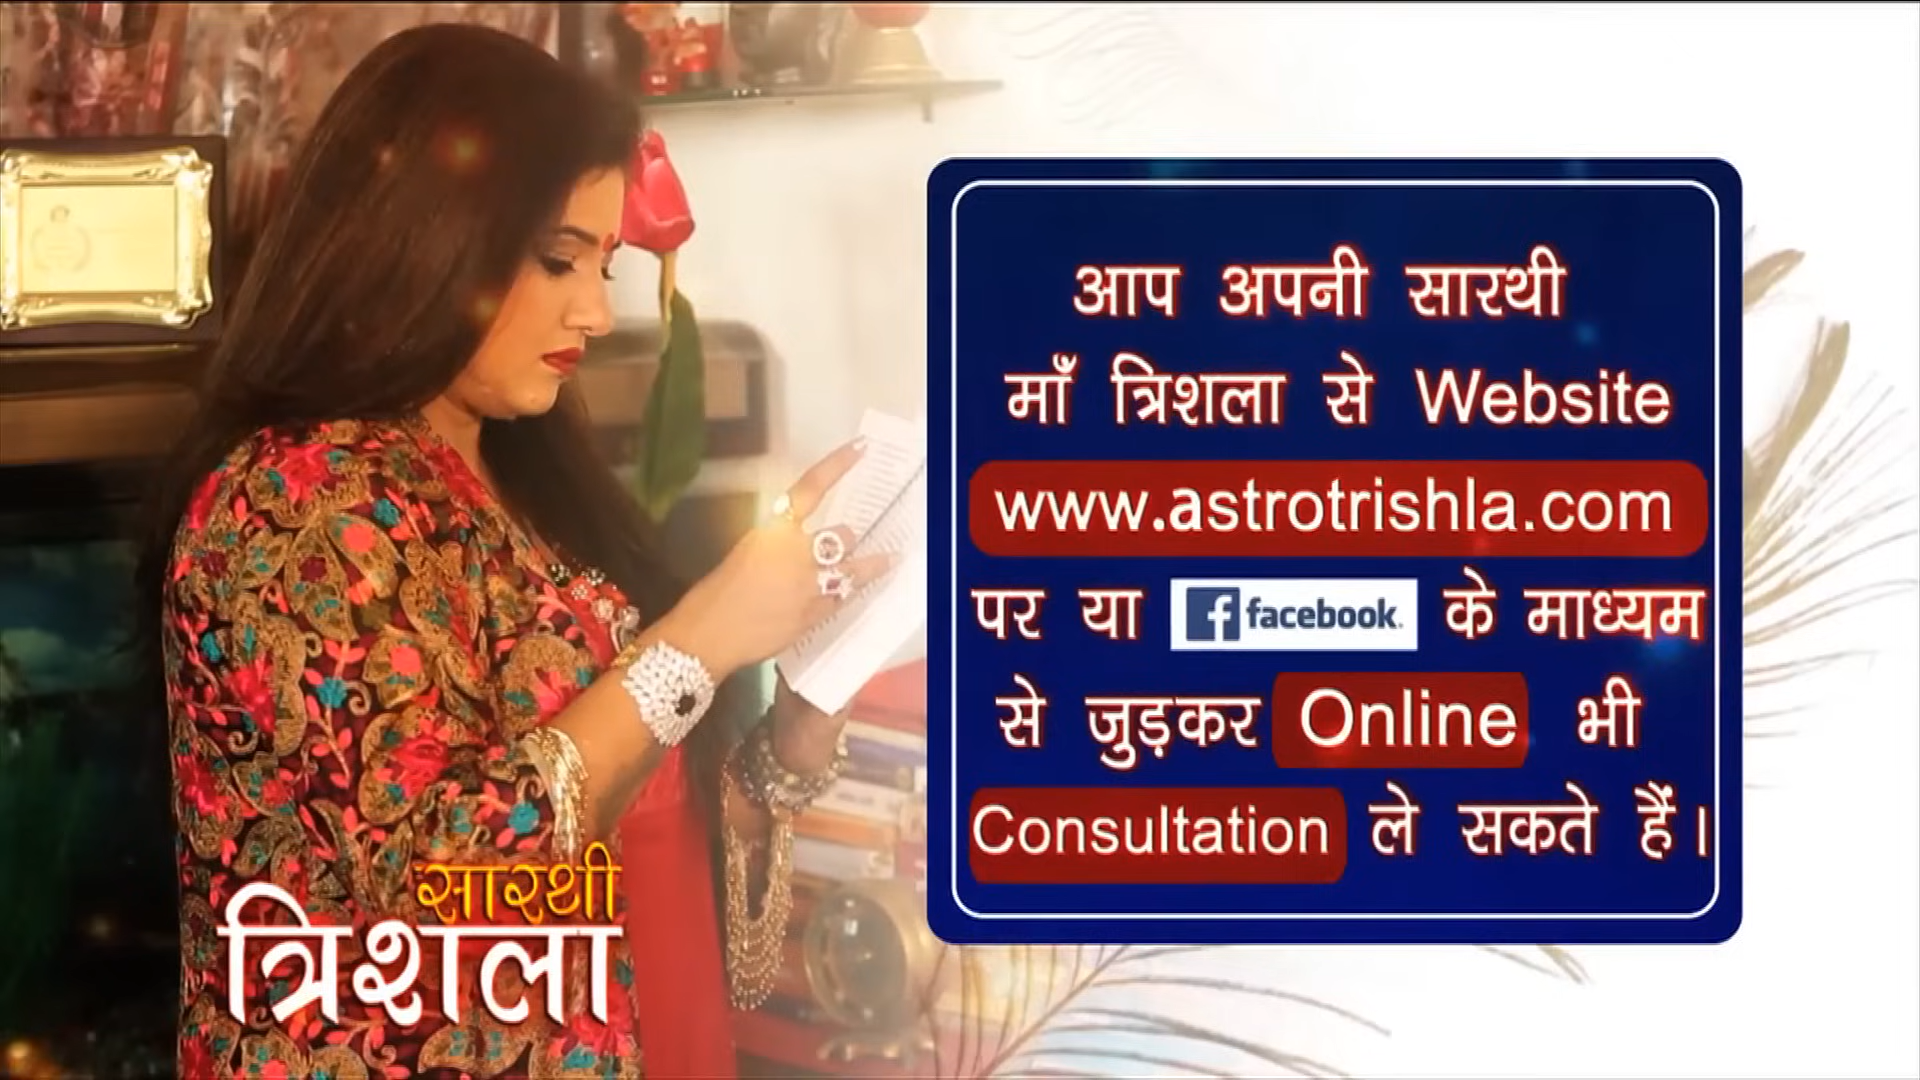 आप अपनी सारथी
माँ त्रिशला से Website
www.astrotrishla.com
पर या facebook. के माध्यम
से जुड़कर Online भी
Consultation ले सकते हैं।
सारथी
त्रिशला